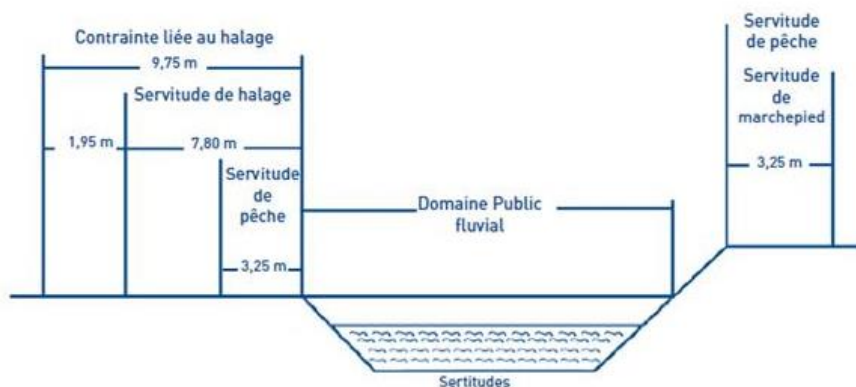 Contrainte liée au halage
9,75 m
Servitude de halage
1,95 m
7,80 m
Servitude
de
pêche
3,25 m
Domaine Public
fluvial
Servitude
de pêche
Servitude
de
marchepied
3,25 m
Sertitudes